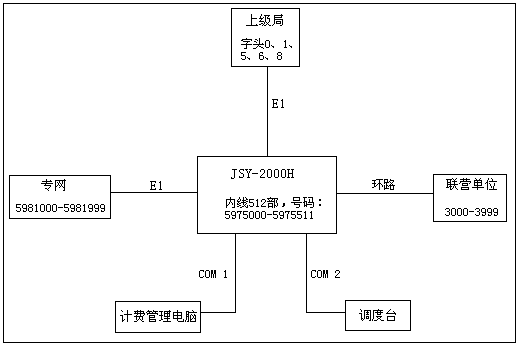 上级局
字头0、1、
5、6、8
E1
JSY-2000H
内线512部,号码:
5975000-5975511
专网
5981000-5981999
E1
环路
联营单位
3000-3999
COM 1
COM 2
计费管理电脑
调度台